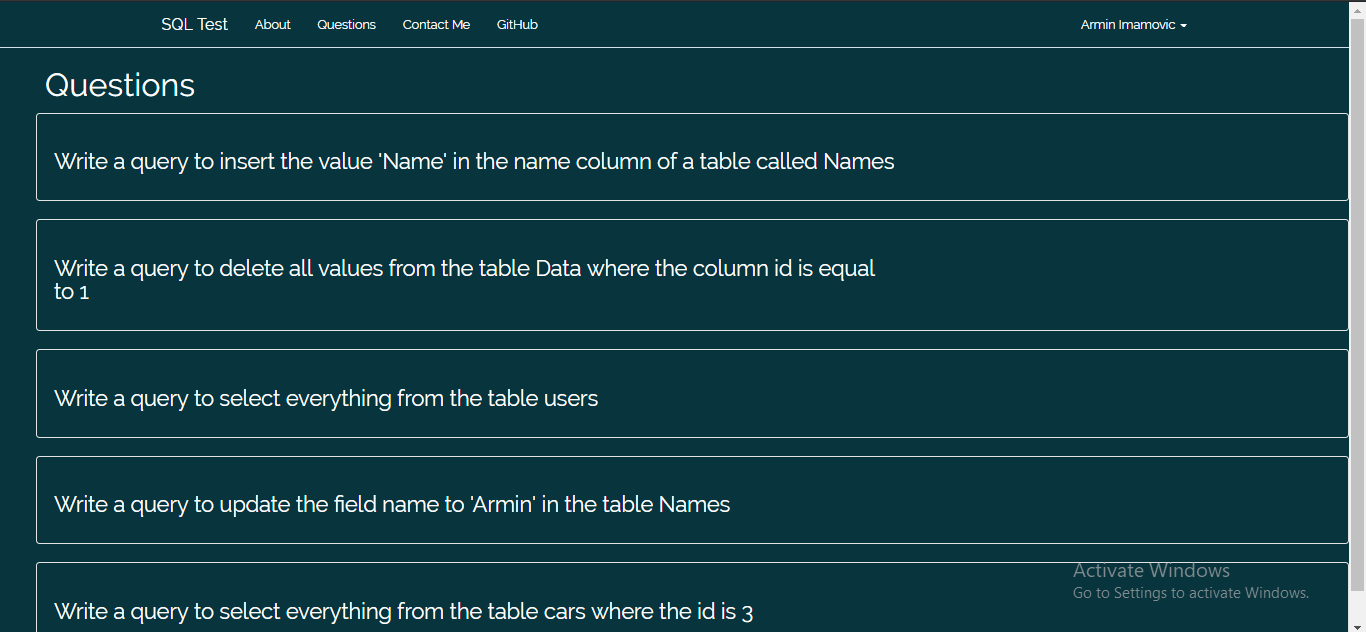 SQL Test About Questions Contact Me GitHub Armin Imamovic
Questions
Write a query to insert the value 'Name' in the name column of a table called Names
Write a query to delete all values from the table Data where the column id is equal
to 1
Write a query to select everything from the table users
Write a query to update the field name to 'Armin' in the table Names
Activate Windows
Go to Settings to activate Windows.
Write a query to select everything from the table cars where the id is 3